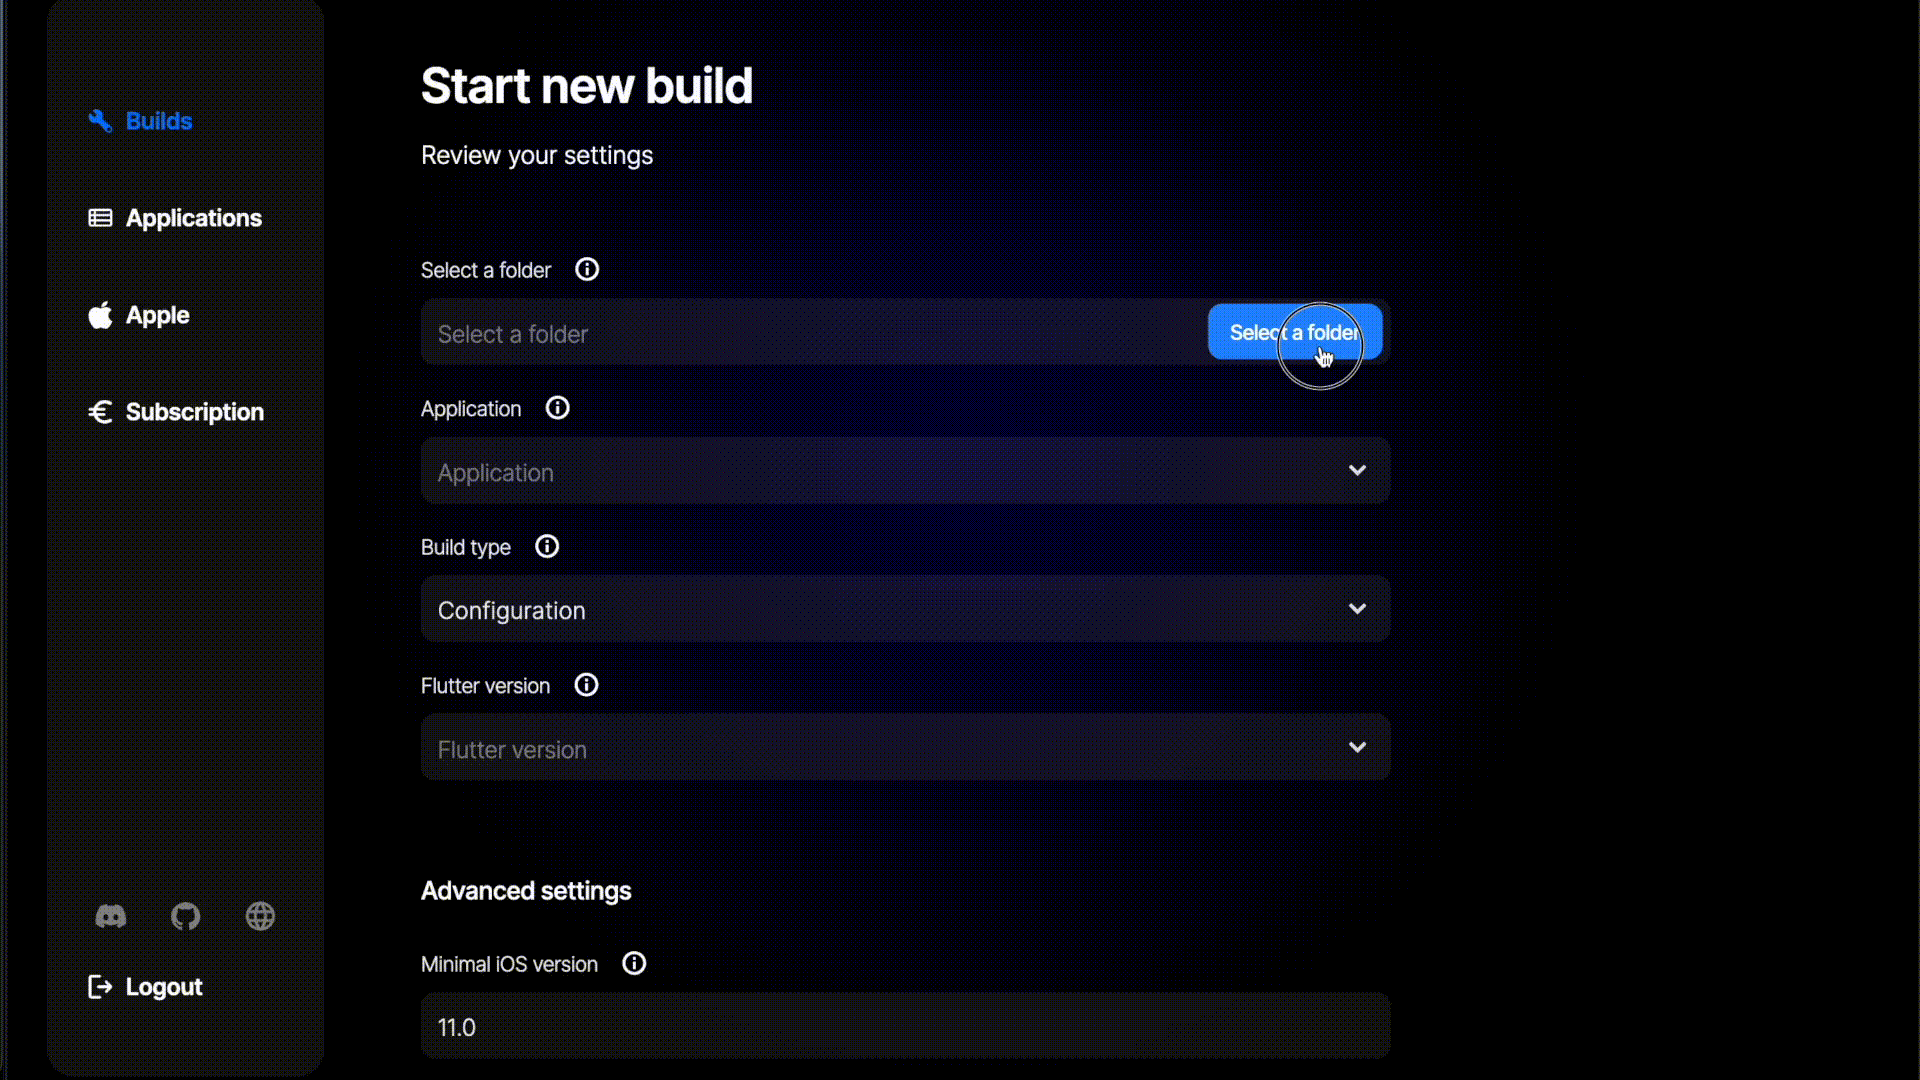 Builds
Applications
Apple
Subscription
Logout
Start new build
Review your settings
Select a folder
Select a folder
Select a folder
Application
Application
Build type
Configuration
Flutter version
Flutter version
Advanced settings
Minimal iOS version
11.0